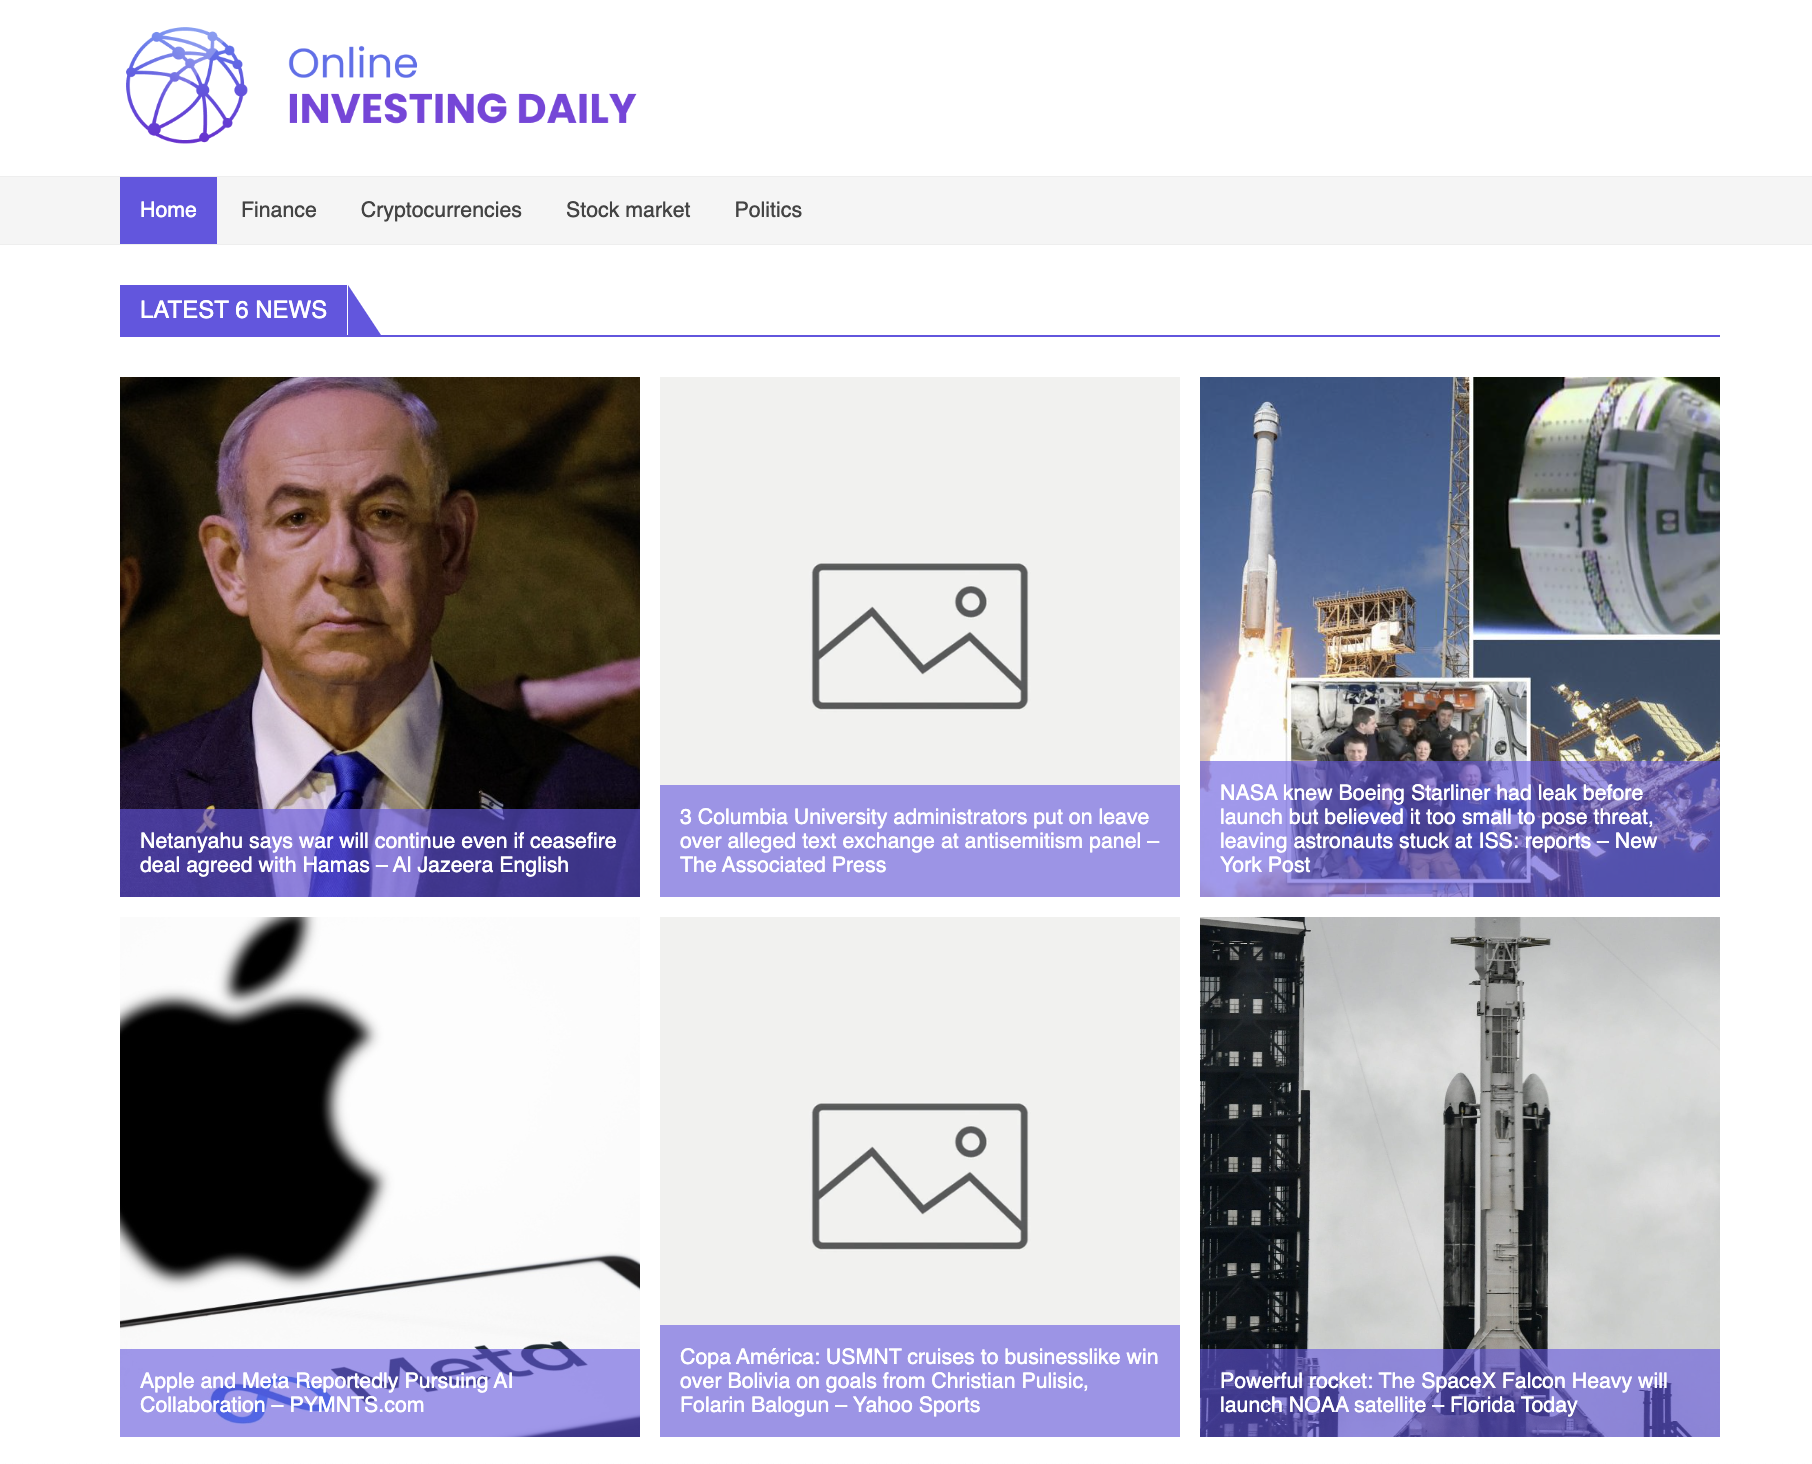 Online
INVESTING DAILY
Home Finance Cryptocurrencies Stock market Politics
LATEST 6 NEWS
Netanyahu says war will continue even if ceasefire
deal agreed with Hamas – Al Jazeera English
3 Columbia University administrators put on leave
over alleged text exchange at antisemitism panel –
The Associated Press
NASA knew Boeing Starliner had leak before
launch but believed it too small to pose threat,
leaving astronauts stuck at ISS: reports – New
York Post
Meta
Apple and Meta Reportedly Pursuing AI
Collaboration – PYMNTS.com
Copa América: USMNT cruises to businesslike win
over Bolivia on goals from Christian Pulisic,
Folarin Balogun – Yahoo Sports
Powerful rocket: The SpaceX Falcon Heavy will
launch NOAA satellite – Florida Today